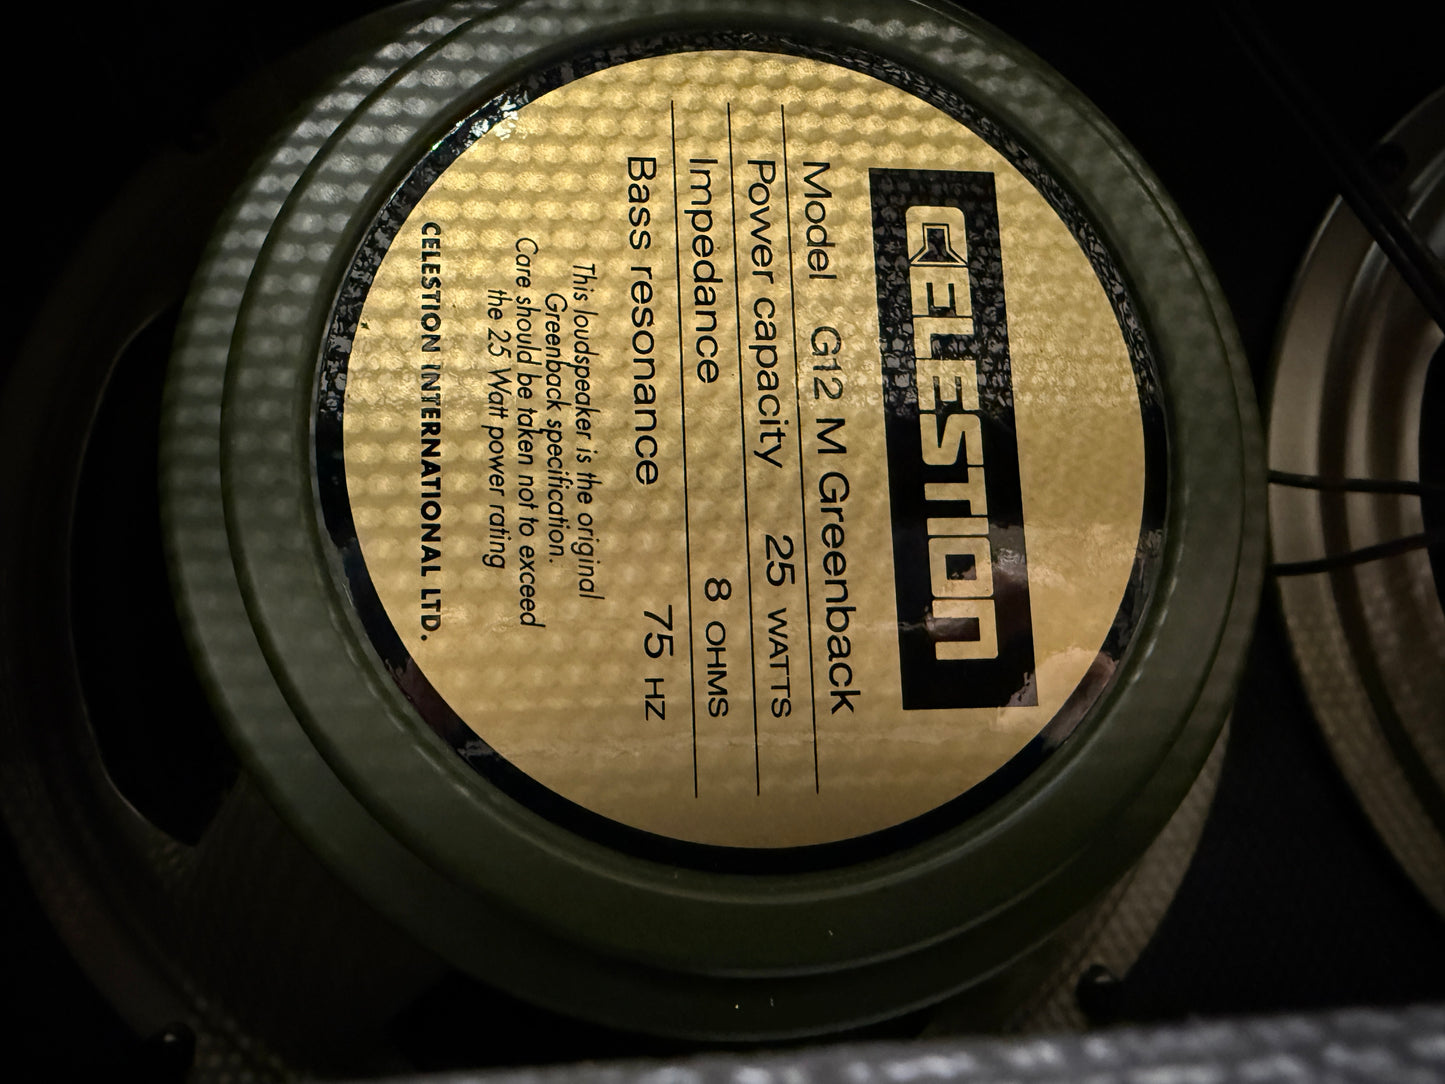 CELESTION
Model G12 M Greenback
Power capacity 25 WATTS
Impedance 8 OHMS
Bass resonance 75 HZ
This loudspeaker is the original
Greenback specification.
Care should be taken not to exceed
the 25 Watt power rating
CELESTION INTERNATIONAL LTD.